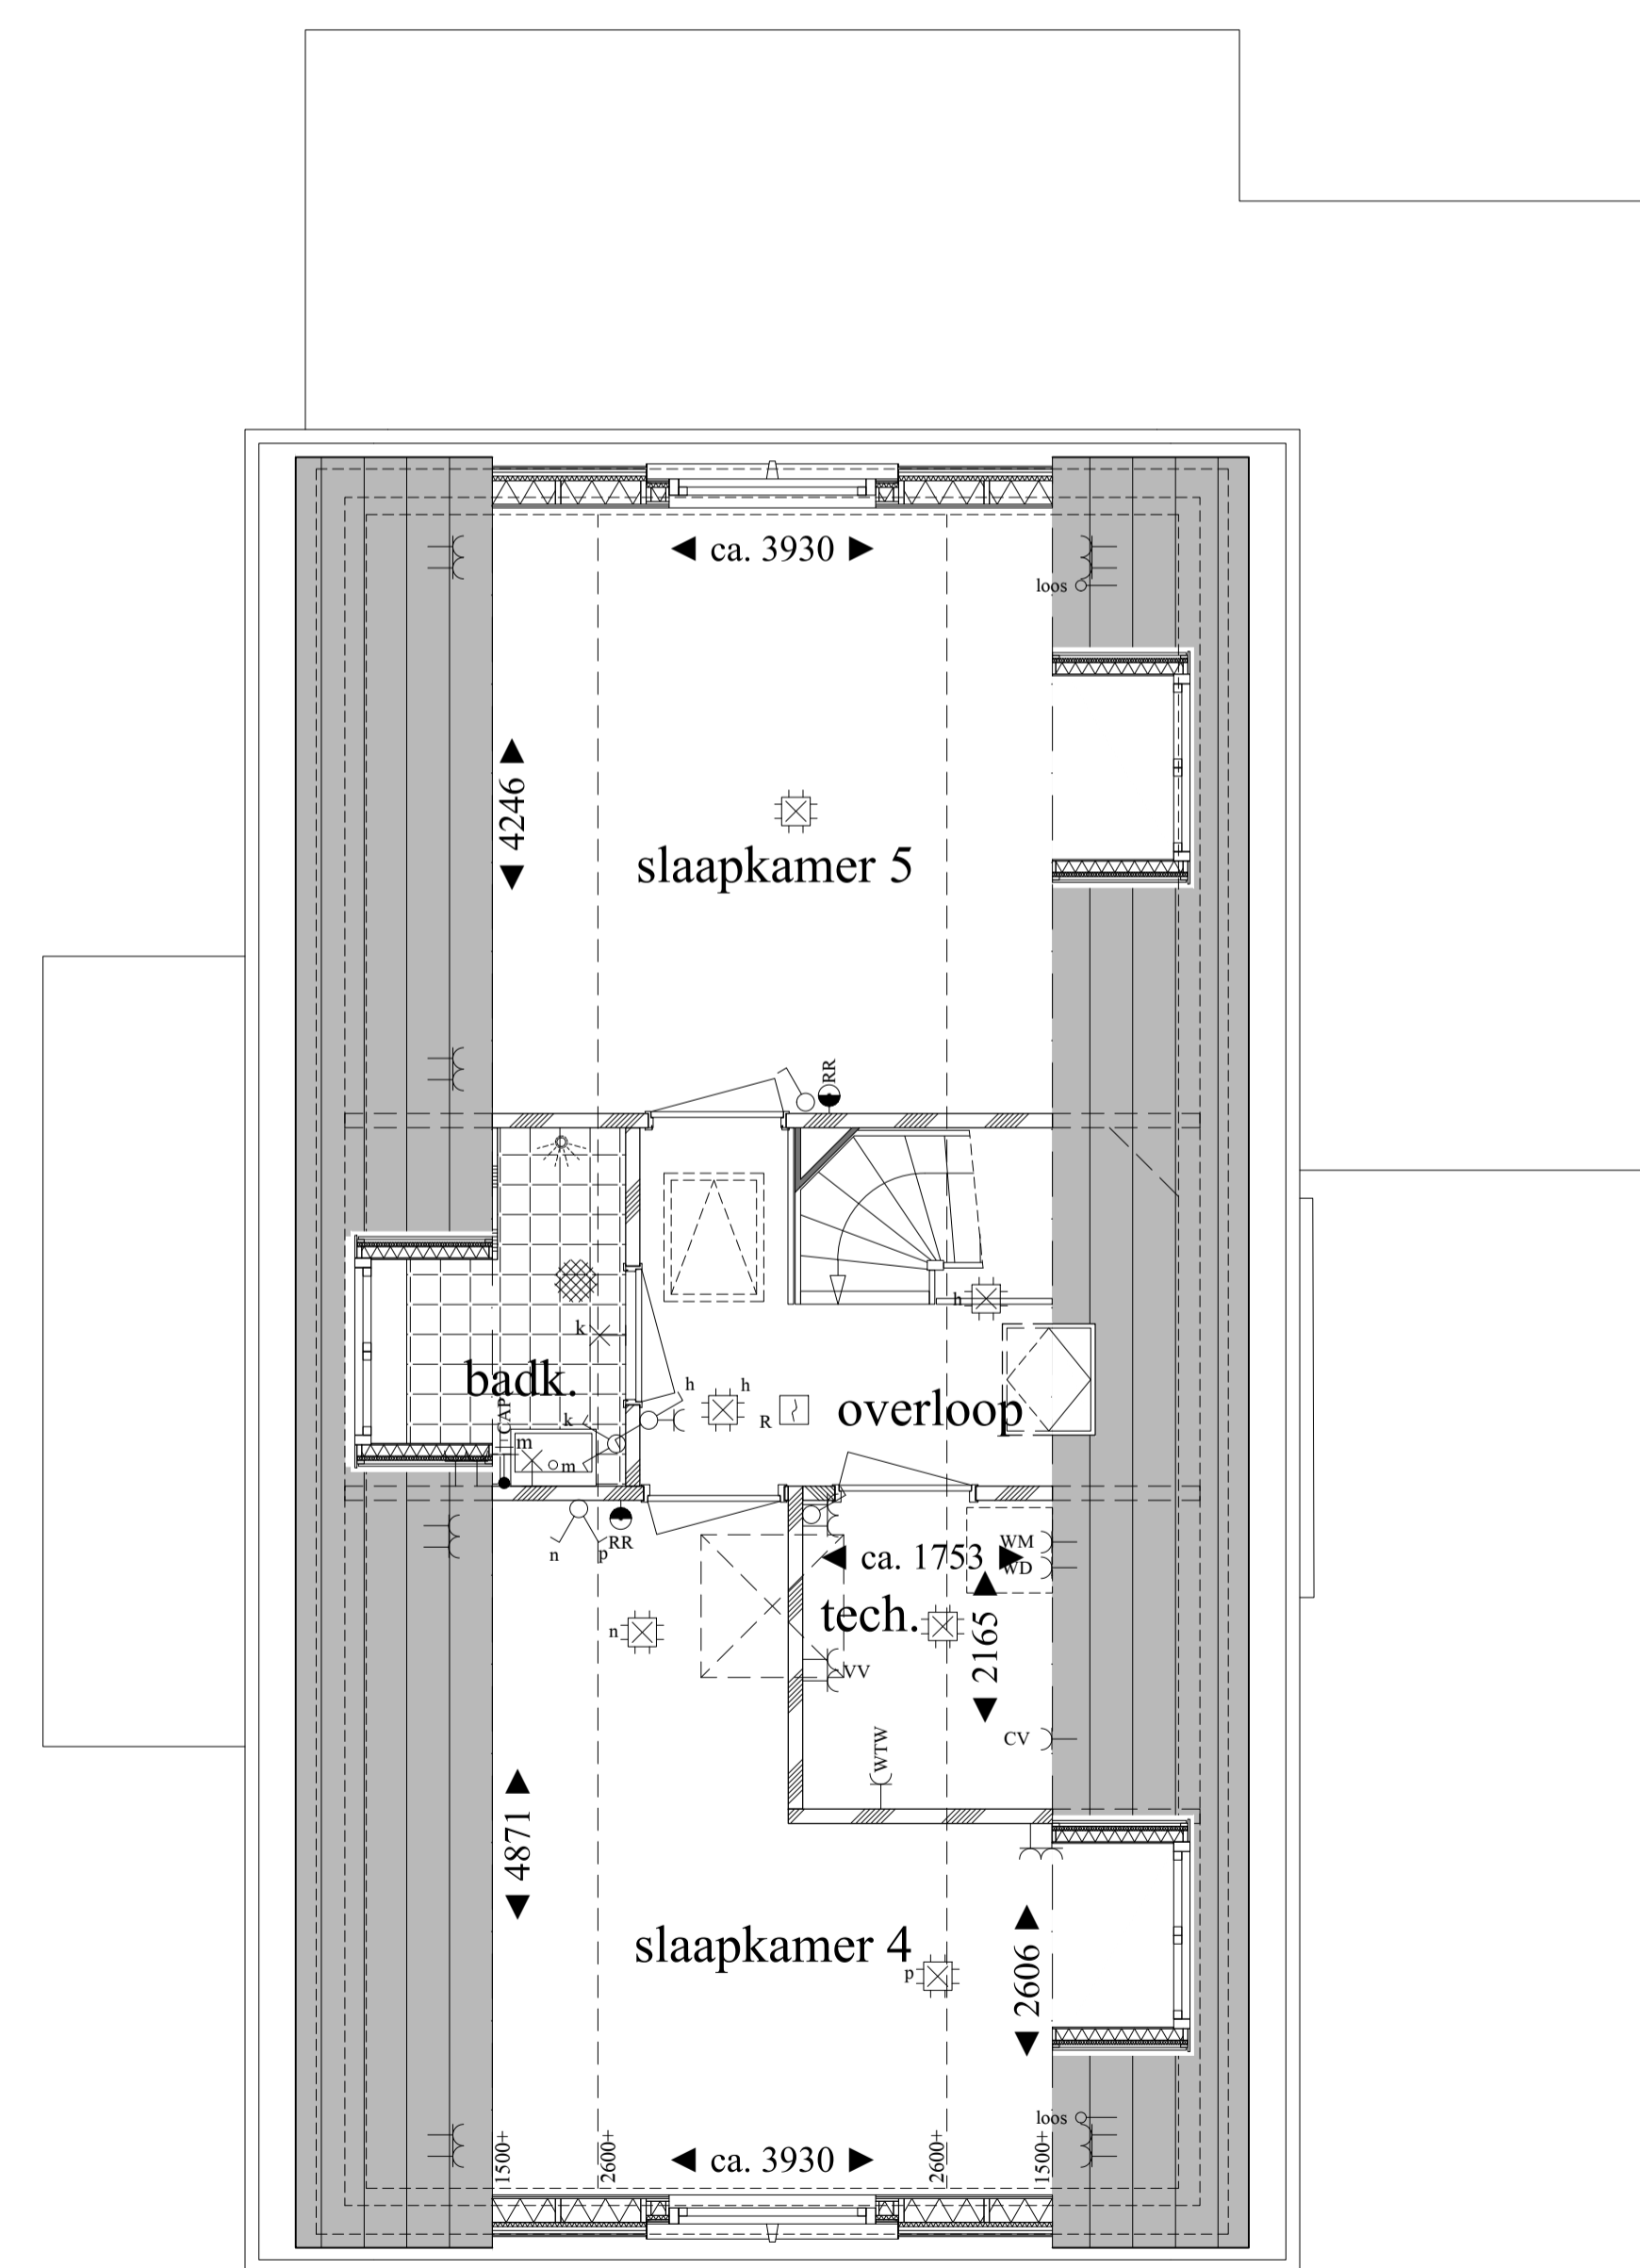 ca. 3930
loos
4246
slaapkamer 5
RR
h
k
badk.
CAP
k
m
m
h
h
R
overloop
n
p
RR
ca. 1753
WM
WD
tech.
n
2165
VV
WTW
CV
4871
slaapkamer 4
p
2606
loos
1500+
2600+
ca. 3930
2600+
1500+